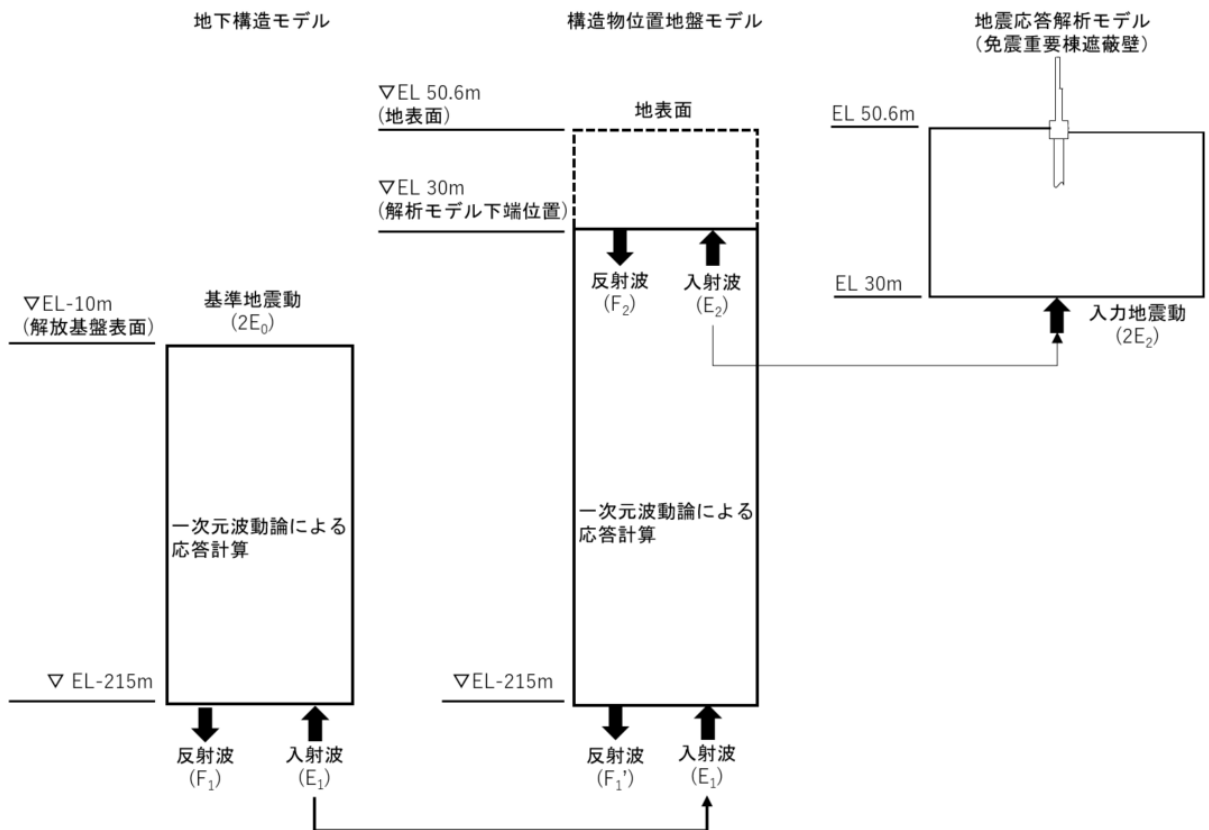 地下構造モデル
構造物位置地盤モデル
地震応答解析モデル
(免震重要棟遮蔽壁)
▽EL 50.6m
(地表面)
地表面
EL 50.6m
▽EL 30m
(解析モデル下端位置)
反射波
(F₂)
入射波
(E₂)
EL 30m
入力地震動
(2E₂)
▽EL-10m
(解放基盤表面)
基準地震動
(2E₀)
一次元波動論による
応答計算
一次元波動論による
応答計算
▽ EL-215m
▽EL-215m
反射波
(F₁)
入射波
(E₁)
反射波
(F₁')
入射波
(E₁)